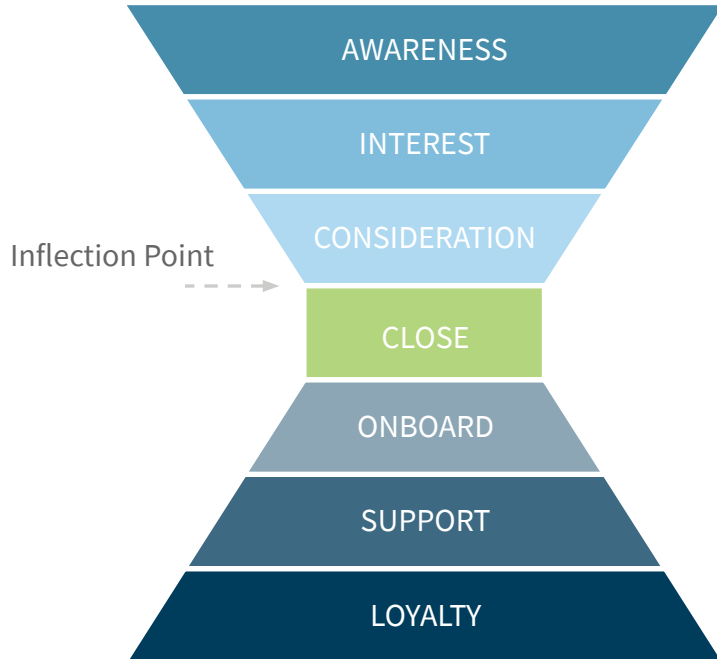 AWARENESS
INTEREST
CONSIDERATION
Inflection Point
CLOSE
ONBOARD
SUPPORT
LOYALTY